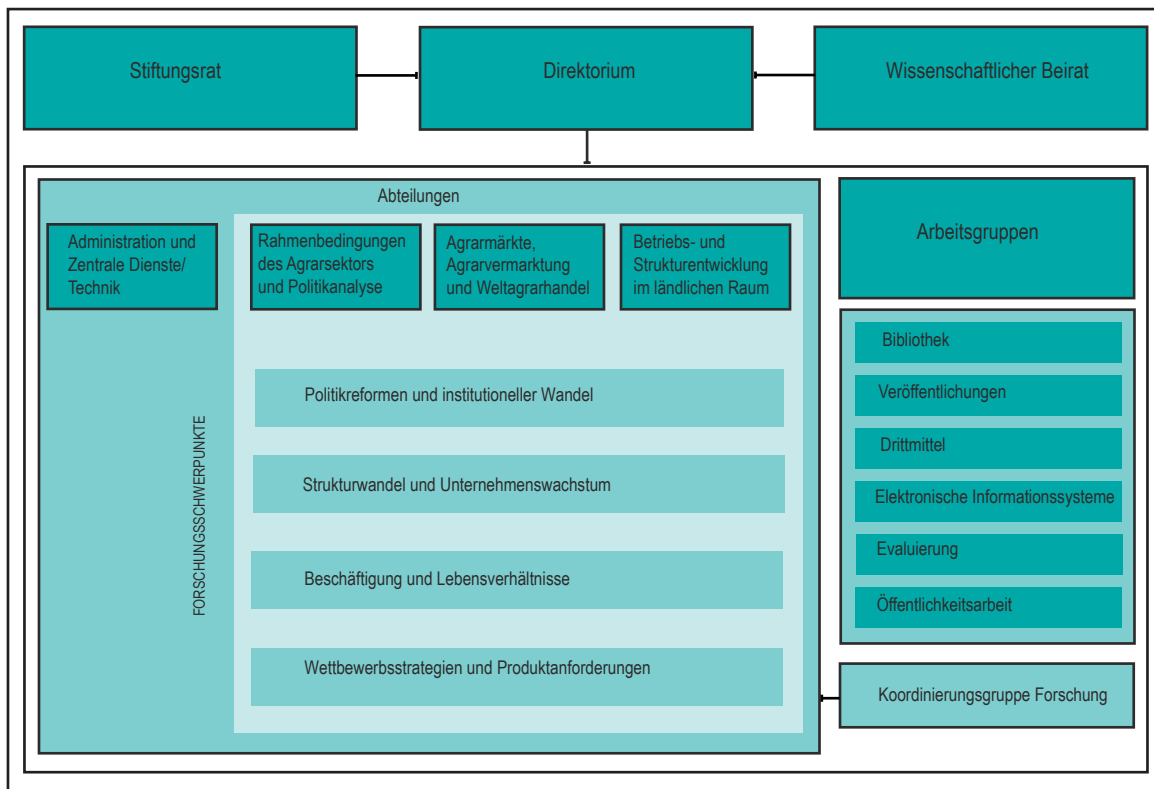 Stiftungsrat
Direktorium
Wissenschaftlicher Beirat
Abteilungen
Administration und
Zentrale Dienste/
Technik
Rahmenbedingungen
des Agrarsektors
und Politikanalyse
Agrarmärkte,
Agrarvermarktung
und Weltagrarhandel
Betriebs- und
Strukturentwicklung
im ländlichen Raum
FORSCHUNGSSCHWERPUNKTE
Politikreformen und institutioneller Wandel
Strukturwandel und Unternehmenswachstum
Beschäftigung und Lebensverhältnisse
Wettbewerbsstrategien und Produktanforderungen
Arbeitsgruppen
Bibliothek
Veröffentlichungen
Drittmittel
Elektronische Informationssysteme
Evaluierung
Öffentlichkeitsarbeit
Koordinierungsgruppe Forschung